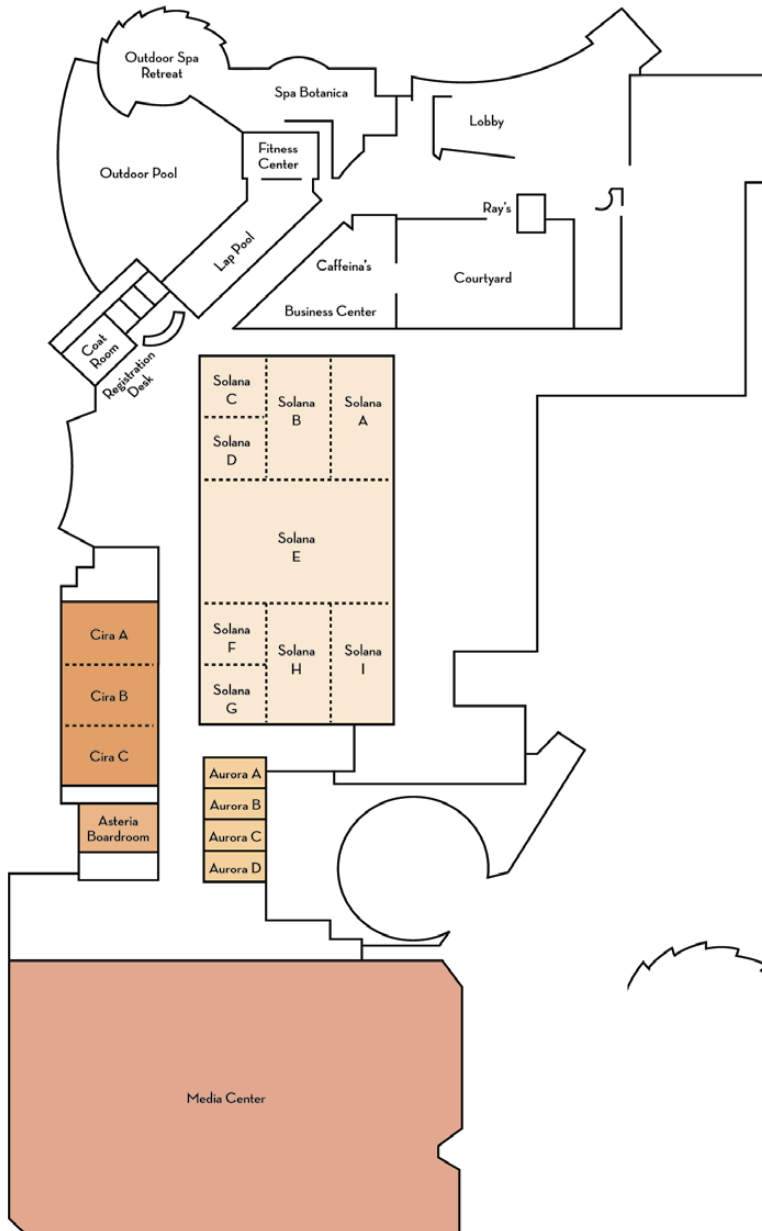 Outdoor Spa
Retreat
Spa Botanica
Lobby
Fitness
Center
Outdoor Pool
Ray's
Lap Pool
Caffeina's
Courtyard
Business Center
Coat
Room
Registration
Desk
Solana
C
Solana
B
Solana
A
Solana
D
Solana
E
Solana
F
Solana
H
Solana
I
Solana
G
Cira A
Cira B
Cira C
Aurora A
Aurora B
Aurora C
Aurora D
Asteria
Boardroom
Media Center